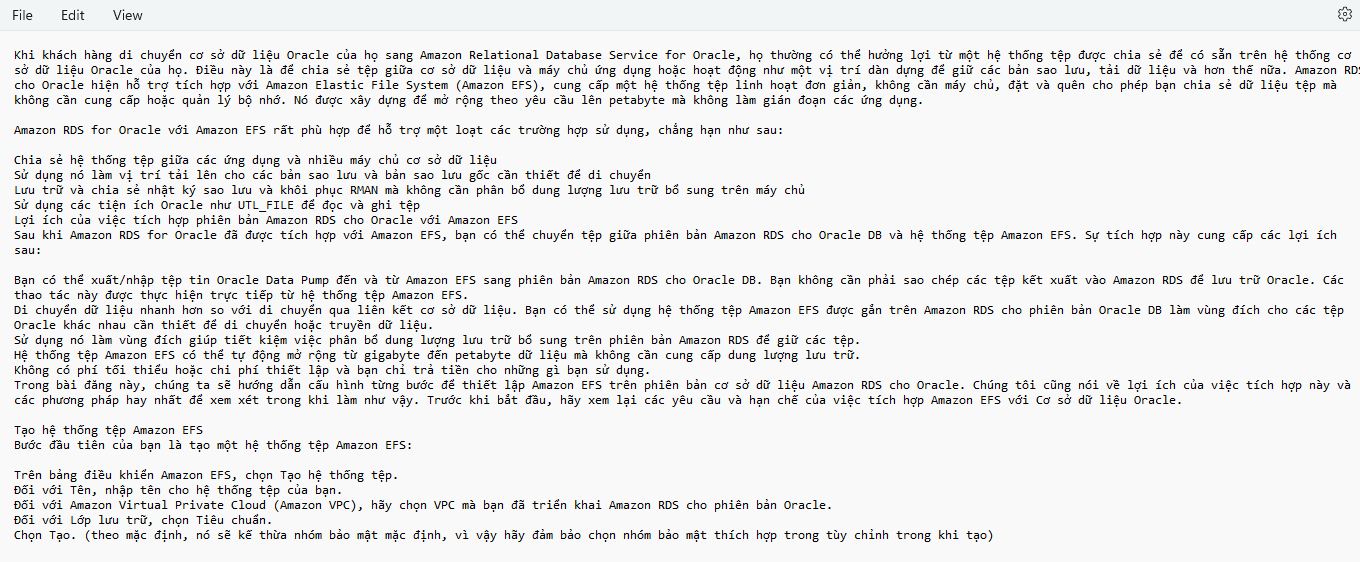 File Edit View
Khi khách hàng di chuyển cơ sở dữ liệu Oracle của họ sang Amazon Relational Database Service for Oracle, họ thường có thể hưởng lợi từ một hệ thống tệp được chia sẻ để có sẵn trên hệ thống cơ
sở dữ liệu Oracle của họ. Điều này là để chia sẻ tệp giữa cơ sở dữ liệu và máy chủ ứng dụng hoặc hoạt động như một vị trí dàn dựng để giữ các bản sao lưu, tải dữ liệu và hơn thế nữa. Amazon RDS
cho Oracle hiện hỗ trợ tích hợp với Amazon Elastic File System (Amazon EFS), cung cấp một hệ thống tệp linh hoạt đơn giản, không cần máy chủ, đặt và quên cho phép bạn chia sẻ dữ liệu tệp mà
không cần cung cấp hoặc quản lý bộ nhớ. Nó được xây dựng để mở rộng theo yêu cầu lên petabyte mà không làm gián đoạn các ứng dụng.
Amazon RDS for Oracle với Amazon EFS rất phù hợp để hỗ trợ một loạt các trường hợp sử dụng, chẳng hạn như sau:
Chia sẻ hệ thống tệp giữa các ứng dụng và nhiều máy chủ cơ sở dữ liệu
Sử dụng nó làm vị trí tải lên cho các bản sao lưu và bản sao lưu gốc cần thiết để di chuyển
Lưu trữ và chia sẻ nhật ký sao lưu và khôi phục RMAN mà không cần phân bổ dung lượng lưu trữ bổ sung trên máy chủ
Sử dụng các tiện ích Oracle như UTL_FILE để đọc và ghi tệp
Lợi ích của việc tích hợp phiên bản Amazon RDS cho Oracle với Amazon EFS
Sau khi Amazon RDS for Oracle đã được tích hợp với Amazon EFS, bạn có thể chuyển tệp giữa phiên bản Amazon RDS cho Oracle DB và hệ thống tệp Amazon EFS. Sự tích hợp này cung cấp các lợi ích
sau:
Bạn có thể xuất/nhập tệp tin Oracle Data Pump đến và từ Amazon EFS sang phiên bản Amazon RDS cho Oracle DB. Bạn không cần phải sao chép các tệp kết xuất vào Amazon RDS để lưu trữ Oracle. Các
thao tác này được thực hiện trực tiếp từ hệ thống tệp Amazon EFS.
Di chuyển dữ liệu nhanh hơn so với di chuyển qua liên kết cơ sở dữ liệu. Bạn có thể sử dụng hệ thống tệp Amazon EFS được gắn trên Amazon RDS cho phiên bản Oracle DB làm vùng đích cho các tệp
Oracle khác nhau cần thiết để di chuyển hoặc truyền dữ liệu.
Sử dụng nó làm vùng đích giúp tiết kiệm việc phân bổ dung lượng lưu trữ bổ sung trên phiên bản Amazon RDS để giữ các tệp.
Hệ thống tệp Amazon EFS có thể tự động mở rộng từ gigabyte đến petabyte dữ liệu mà không cần cung cấp dung lượng lưu trữ.
Không có phí tối thiểu hoặc chi phí thiết lập và bạn chỉ trả tiền cho những gì bạn sử dụng.
Trong bài đăng này, chúng ta sẽ hướng dẫn cấu hình từng bước để thiết lập Amazon EFS trên phiên bản cơ sở dữ liệu Amazon RDS cho Oracle. Chúng tôi cũng nói về lợi ích của việc tích hợp này và
các phương pháp hay nhất để xem xét trong khi làm như vậy. Trước khi bắt đầu, hãy xem lại các yêu cầu và hạn chế của việc tích hợp Amazon EFS với Cơ sở dữ liệu Oracle.
Tạo hệ thống tệp Amazon EFS
Bước đầu tiên của bạn là tạo một hệ thống tệp Amazon EFS:
Trên bảng điều khiển Amazon EFS, chọn Tạo hệ thống tệp.
Đối với Tên, nhập tên cho hệ thống tệp của bạn.
Đối với Amazon Virtual Private Cloud (Amazon VPC), hãy chọn VPC mà bạn đã triển khai Amazon RDS cho phiên bản Oracle.
Đối với Lớp lưu trữ, chọn Tiêu chuẩn.
Chọn Tạo. (theo mặc định, nó sẽ kế thừa nhóm bảo mật mặc định, vì vậy hãy đảm bảo chọn nhóm bảo mật thích hợp trong tùy chỉnh trong khi tạo)